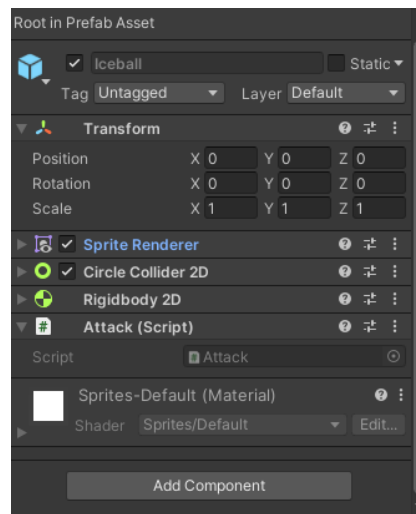 Root in Prefab Asset
Iceball Static
Tag Untagged Layer Default
Transform
Position X 0 Y 0 Z 0
Rotation X 0 Y 0 Z 0
Scale X 1 Y 1 Z 1
Sprite Renderer
Circle Collider 2D
Rigidbody 2D
# Attack (Script)
Script # Attack
Sprites-Default (Material)
Shader Sprites/Default Edit...
Add Component